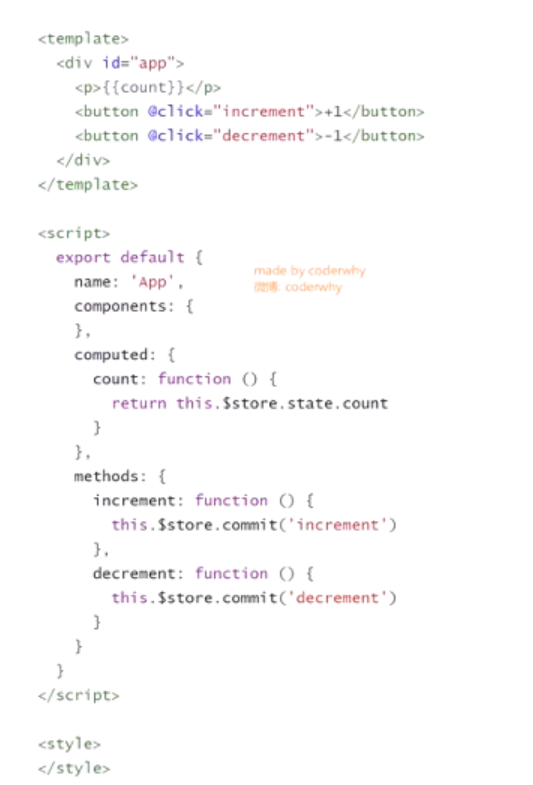 <template>
  <div id="app">
    <p>{{count}}</p>
    <button @click="increment">+1</button>
    <button @click="decrement">-1</button>
  </div>
</template>

<script>
  export default {
    name: 'App',
made by coderwhy
微博: coderwhy
    components: {
    },
    computed: {
      count: function () {
        return this.$store.state.count
      }
    },
    methods: {
      increment: function () {
        this.$store.commit('increment')
      },
      decrement: function () {
        this.$store.commit('decrement')
      }
    }
  }
</script>

<style>
</style>